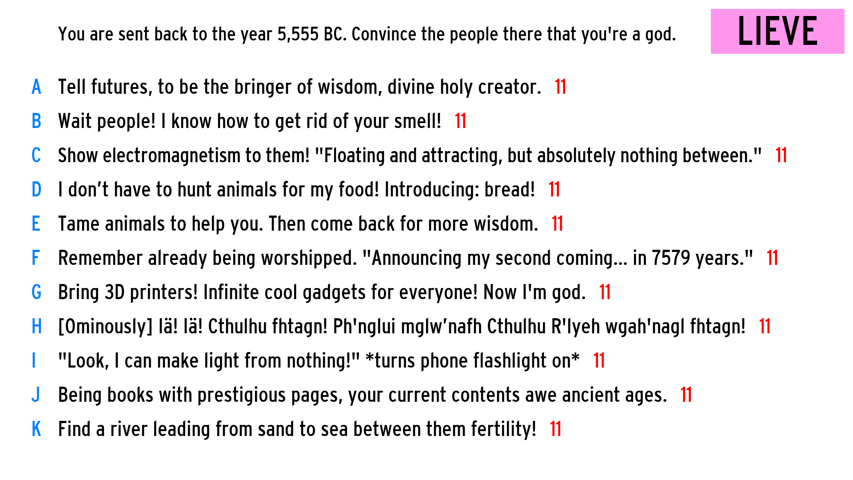 You are sent back to the year 5,555 BC. Convince the people there that you're a god.
LIEVE
A Tell futures, to be the bringer of wisdom, divine holy creator. 11
B Wait people! I know how to get rid of your smell! 11
C Show electromagnetism to them! "Floating and attracting, but absolutely nothing between." 11
D I don’t have to hunt animals for my food! Introducing: bread! 11
E Tame animals to help you. Then come back for more wisdom. 11
F Remember already being worshipped. "Announcing my second coming... in 7579 years." 11
G Bring 3D printers! Infinite cool gadgets for everyone! Now I'm god. 11
H [Ominously] Iä! Iä! Cthulhu fhtagn! Ph'nglui mglw’nafh Cthulhu R'lyeh wgah'nagl fhtagn! 11
I "Look, I can make light from nothing!" *turns phone flashlight on* 11
J Being books with prestigious pages, your current contents awe ancient ages. 11
K Find a river leading from sand to sea between them fertility! 11